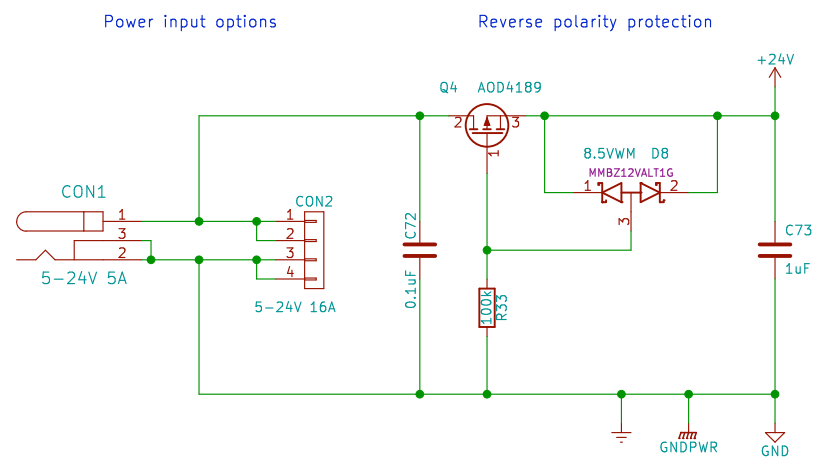 Power input options
Reverse polarity protection
+24V
Q4 AOD4189
2 3
1
8.5VWM D8
MMBZ12VALT1G
1 2
3
CON1
1
3
2
5-24V 5A
CON2
1
2
3
4
5-24V 16A
C72
0.1uF
100k
R33
C73
1uF
GNDPWR
GND